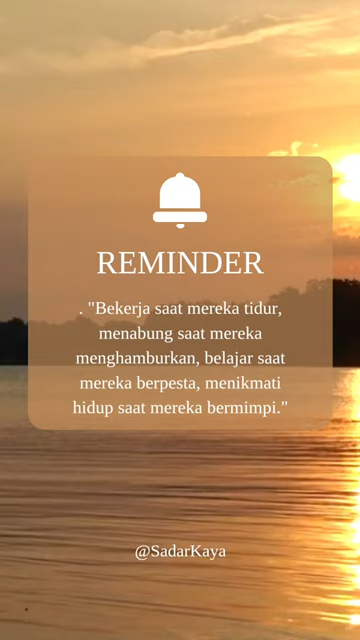 REMINDER
. "Bekerja saat mereka tidur,
menabung saat mereka
menghamburkan, belajar saat
mereka berpesta, menikmati
hidup saat mereka bermimpi."
@SadarKaya